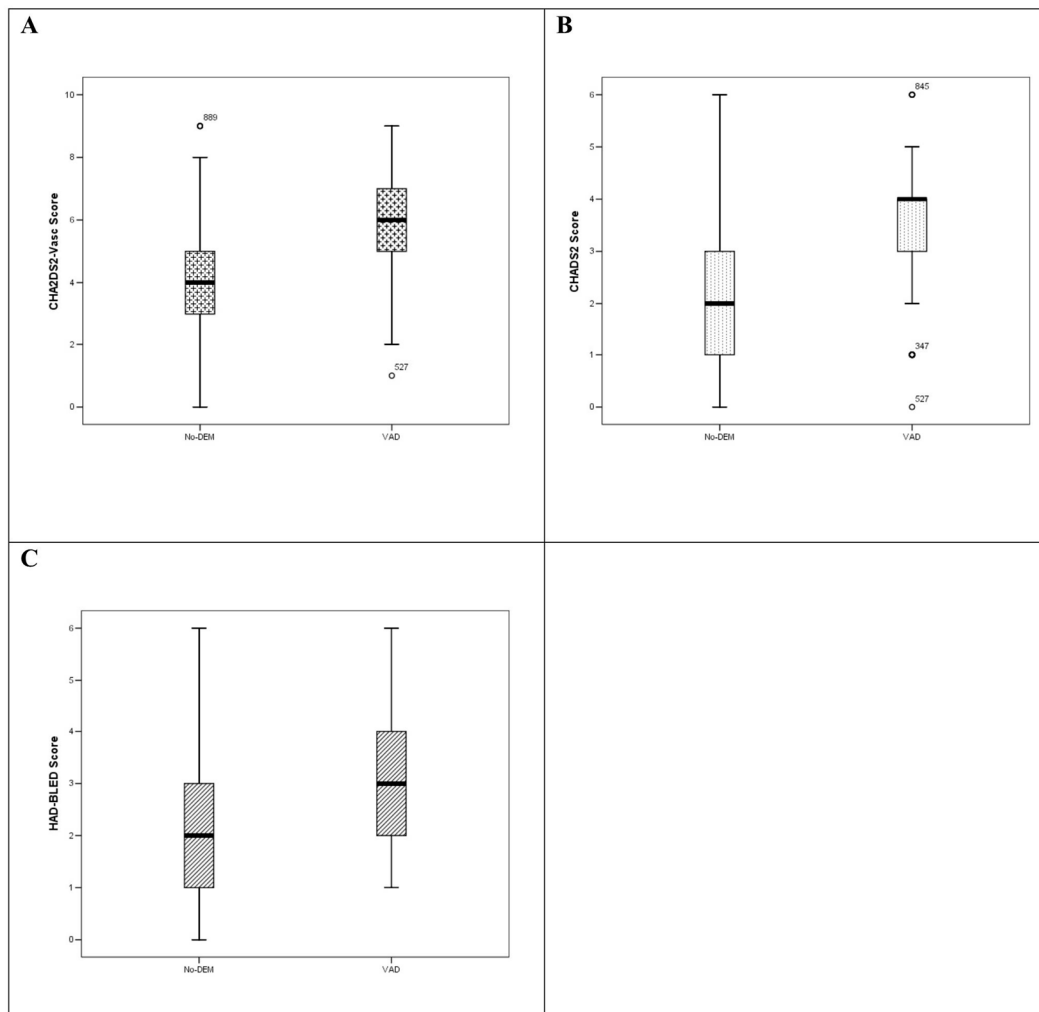 A
CHA2DS2-Vasc Score
10
8
6
4
2
0
889
527
No-DEM
VAD
B
CHADS2 Score
6
5
4
3
2
1
0
845
347
527
No-DEM
VAD
C
HAD-BLED Score
6
5
4
3
2
1
0
No-DEM
VAD